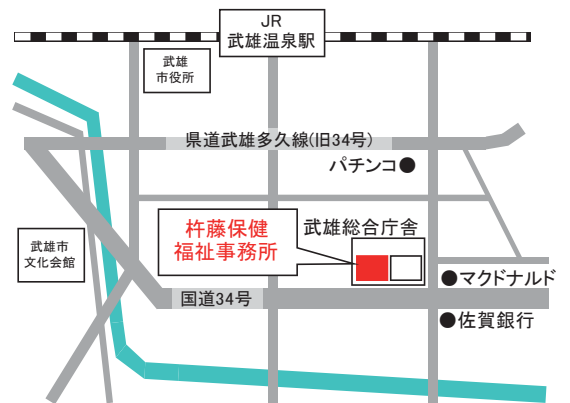 JR
武雄温泉駅
武雄
市役所
県道武雄多久線(旧34号)
パチンコ●
杵藤保健
福祉事務所
武雄総合庁舎
武雄市
文化会館
●マクドナルド
国道34号
●佐賀銀行